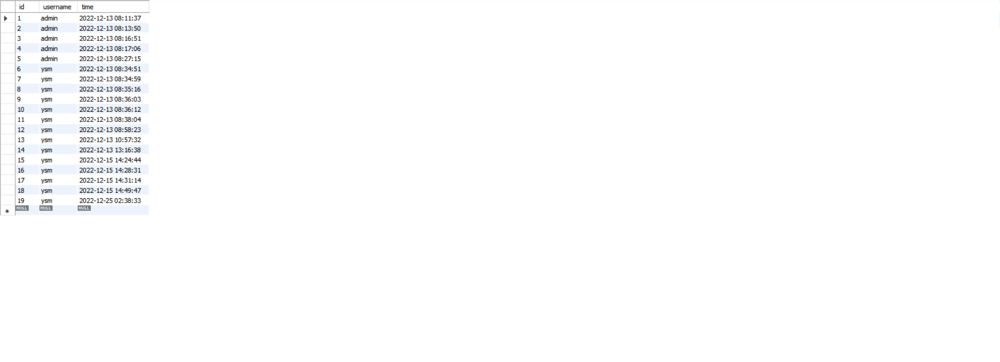 id username time
1 admin 2022-12-13 08:11:37
2 admin 2022-12-13 08:13:50
3 admin 2022-12-13 08:16:51
4 admin 2022-12-13 08:17:06
5 admin 2022-12-13 08:27:15
6 ysm 2022-12-13 08:34:51
7 ysm 2022-12-13 08:34:59
8 ysm 2022-12-13 08:35:16
9 ysm 2022-12-13 08:36:03
10 ysm 2022-12-13 08:36:12
11 ysm 2022-12-13 08:38:04
12 ysm 2022-12-13 08:58:23
13 ysm 2022-12-13 10:57:32
14 ysm 2022-12-13 13:16:38
15 ysm 2022-12-15 14:24:44
16 ysm 2022-12-15 14:28:31
17 ysm 2022-12-15 14:31:14
18 ysm 2022-12-15 14:49:47
19 ysm 2022-12-25 02:38:33
NULL NULL NULL